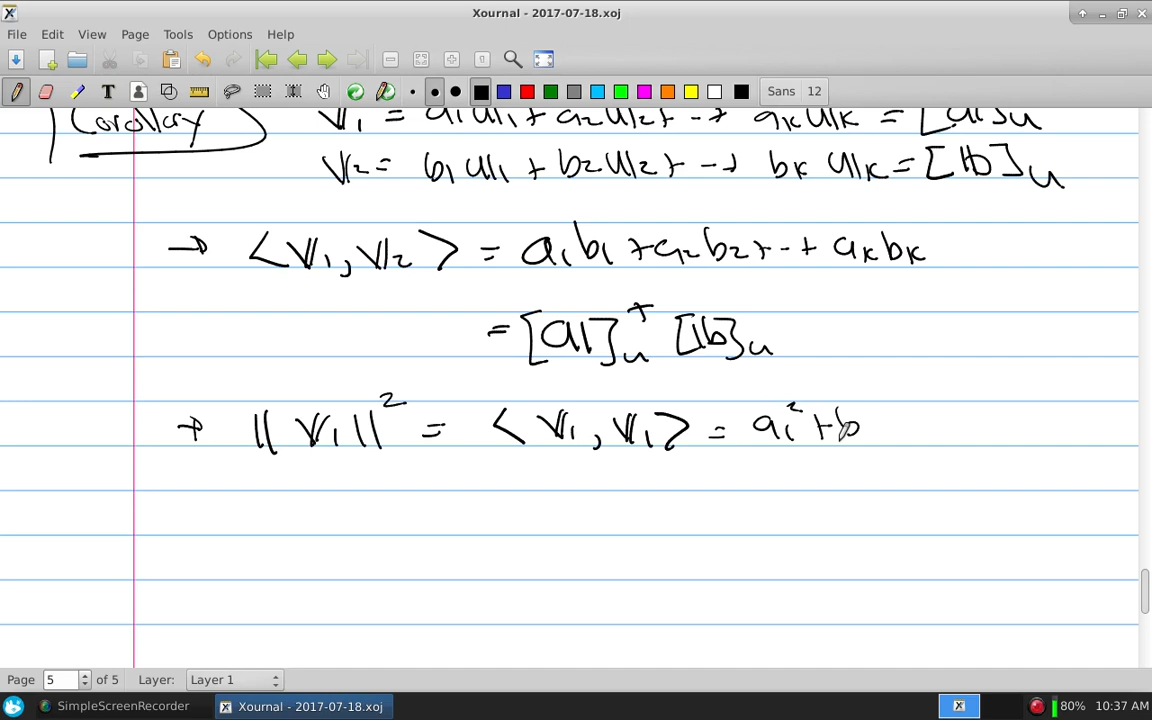 Xournal - 2017-07-18.xoj
File Edit View Page Tools Options Help
Sans 12
Corollary
𝕍₁ = a₁𝕌₁ + a₂𝕌₂ + -- + aₖ𝕌ₖ = [𝕒]ᵤ
𝕍₂ = b₁𝕌₁ + b₂𝕌₂ + -- + bₖ𝕌ₖ = [𝕓]ᵤ
→ <𝕍₁, 𝕍₂> = a₁b₁ + a₂b₂ + -- + aₖbₖ
= [𝕒]ᵤᵀ [𝕓]ᵤ
→ ||𝕍₁||² = <𝕍₁, 𝕍₁> = a₁² + b
Page 5 of 5 Layer: Layer 1
SimpleScreenRecorder Xournal - 2017-07-18.xoj 80% 10:37 AM